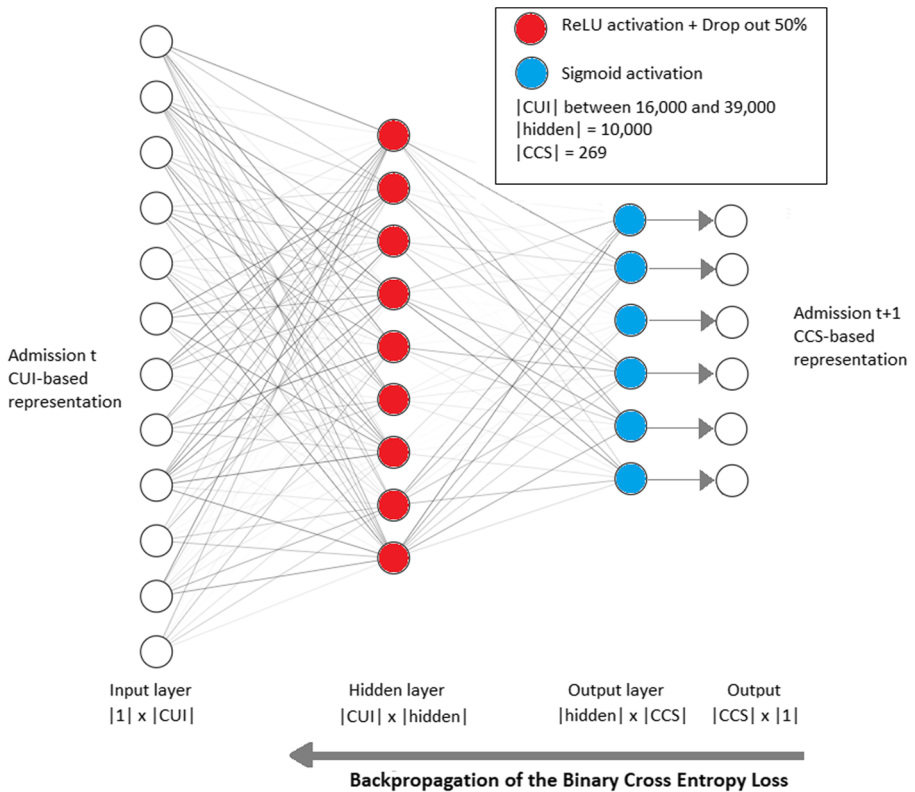 ReLU activation + Drop out 50%
Sigmoid activation
|CUI| between 16,000 and 39,000
|hidden| = 10,000
|CCS| = 269
Admission t
CUI-based
representation
Admission t+1
CCS-based
representation
Input layer
|1| x |CUI|
Hidden layer
|CUI| x |hidden|
Output layer
|hidden| x |CCS|
Output
|CCS| x |1|
Backpropagation of the Binary Cross Entropy Loss